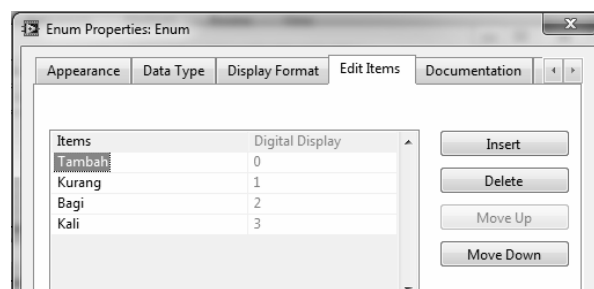 Enum Properties: Enum
Appearance Data Type Display Format Edit Items Documentation
Items Digital Display
Tambah 0
Kurang 1
Bagi 2
Kali 3
Insert
Delete
Move Up
Move Down